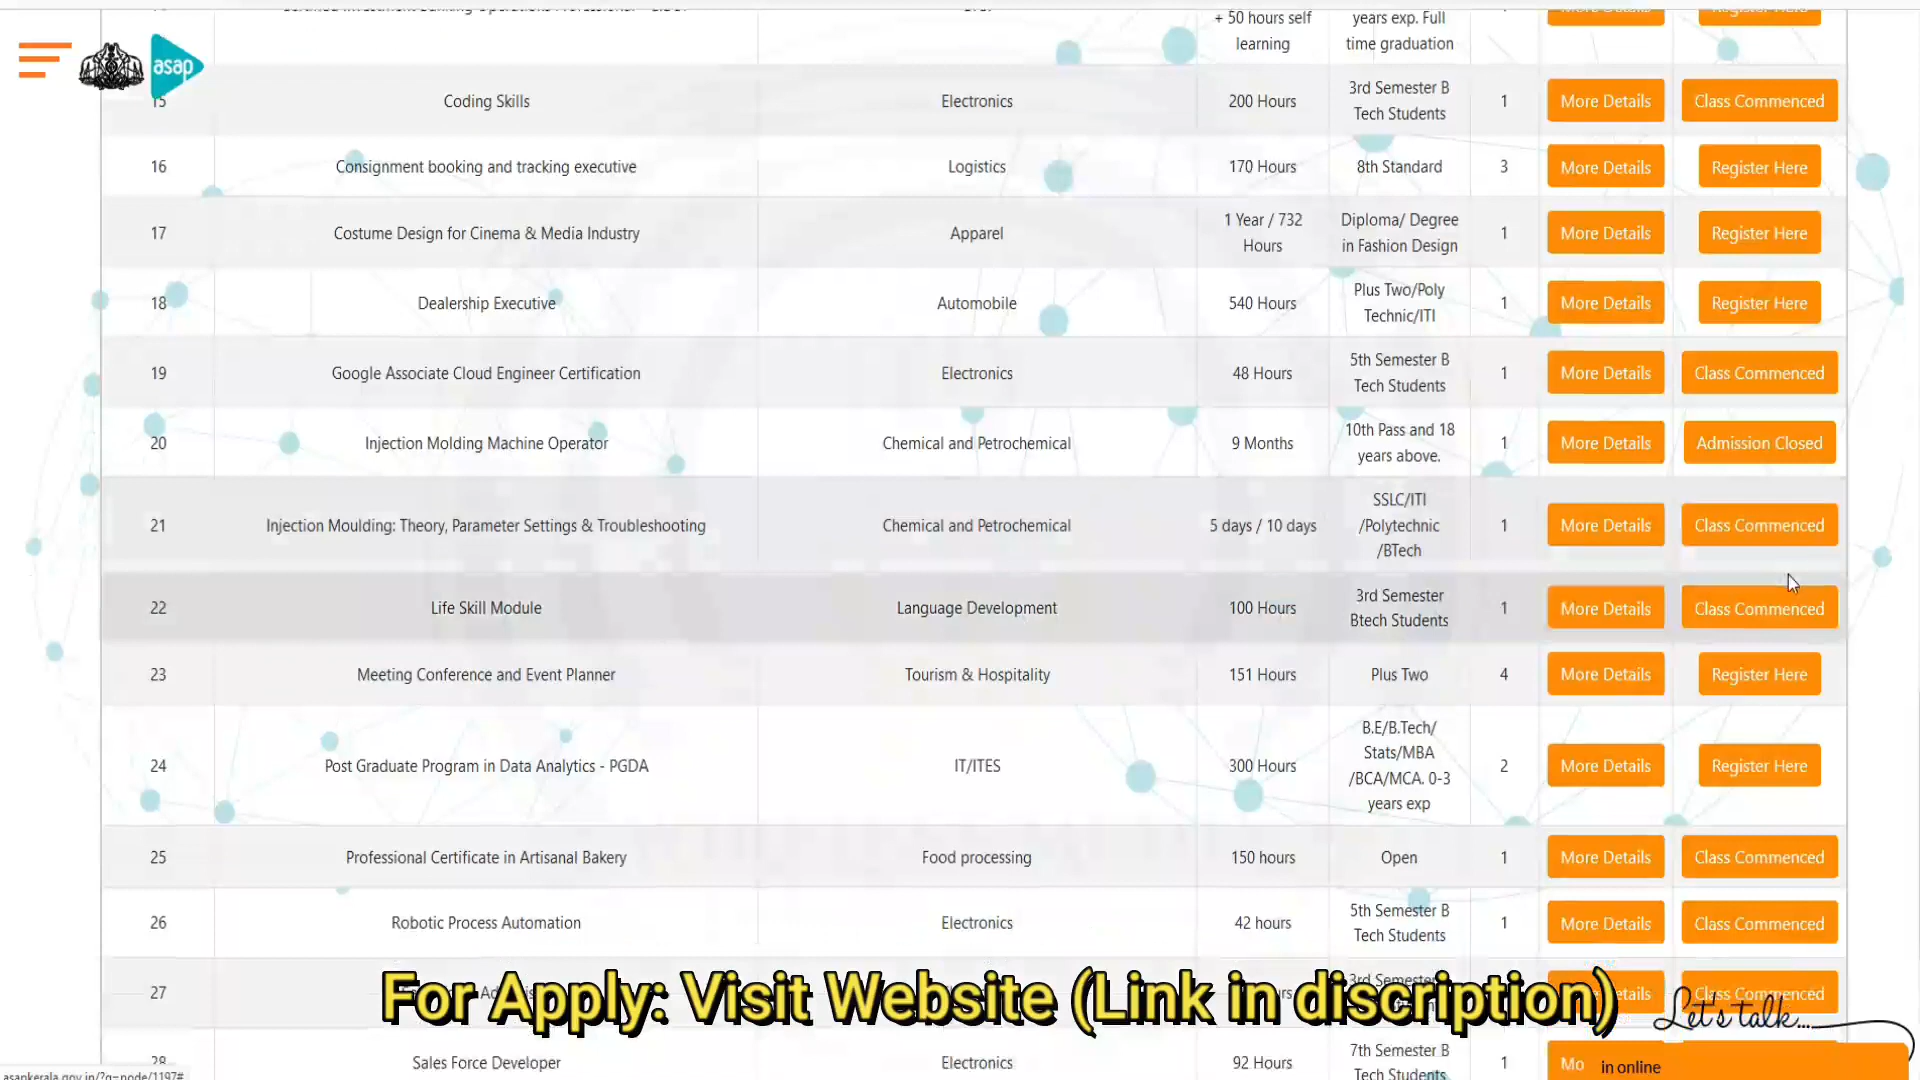 + 50 hours self
learning
years exp. Full
time graduation
asap
15
Coding Skills
Electronics
200 Hours
3rd Semester B
Tech Students
1
More Details
Class Commenced
16
Consignment booking and tracking executive
Logistics
170 Hours
8th Standard
3
More Details
Register Here
17
Costume Design for Cinema & Media Industry
Apparel
1 Year / 732
Hours
Diploma/ Degree
in Fashion Design
1
More Details
Register Here
18
Dealership Executive
Automobile
540 Hours
Plus Two/Poly
Technic/ITI
1
More Details
Register Here
19
Google Associate Cloud Engineer Certification
Electronics
48 Hours
5th Semester B
Tech Students
1
More Details
Class Commenced
20
Injection Molding Machine Operator
Chemical and Petrochemical
9 Months
10th Pass and 18
years above.
1
More Details
Admission Closed
21
Injection Moulding: Theory, Parameter Settings & Troubleshooting
Chemical and Petrochemical
5 days / 10 days
SSLC/ITI
/Polytechnic
/BTech
1
More Details
Class Commenced
22
Life Skill Module
Language Development
100 Hours
3rd Semester
Btech Students
1
More Details
Class Commenced
23
Meeting Conference and Event Planner
Tourism & Hospitality
151 Hours
Plus Two
4
More Details
Register Here
24
Post Graduate Program in Data Analytics - PGDA
IT/ITES
300 Hours
B.E/B.Tech/
Stats/MBA
/BCA/MCA. 0-3
years exp
2
More Details
Register Here
25
Professional Certificate in Artisanal Bakery
Food processing
150 hours
Open
1
More Details
Class Commenced
26
Robotic Process Automation
Electronics
42 hours
5th Semester B
Tech Students
1
More Details
Class Commenced
27
3rd Semester
Class Commenced
For Apply: Visit Website (Link in discription)
Let's talk...
28
Sales Force Developer
Electronics
92 Hours
7th Semester B
Tech Students
1
Mo
in online
asapkerala.gov.in/?q=node/1197#